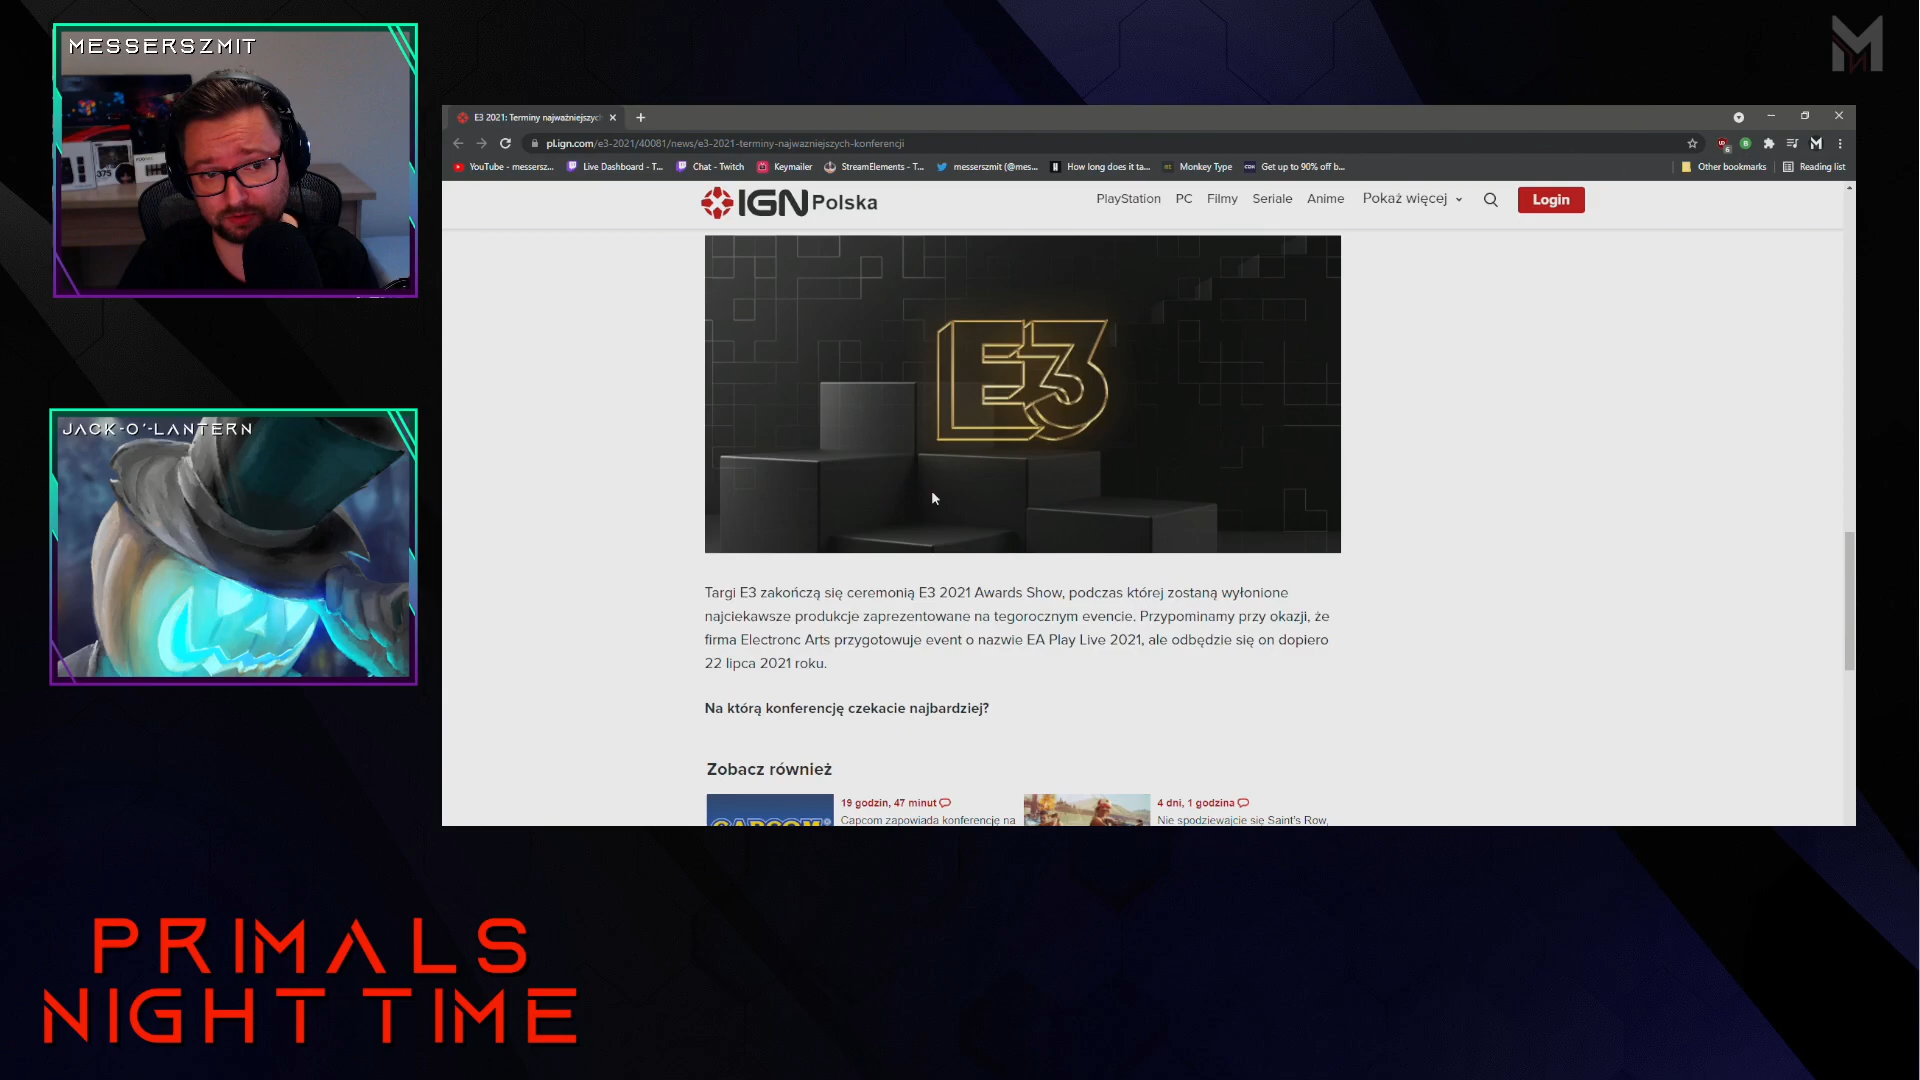 MESSERSZMIT
E3 2021: Terminy najważniejszyc
pl.ign.com/e3-2021/40081/news/e3-2021-terminy-najwazniejszych-konferencji
YouTube - messersz...
Live Dashboard - T...
Chat - Twitch
Keymailer
StreamElements - T...
messerszmit (@mes...
How long does it ta...
Monkey Type
Get up to 90% off b...
Other bookmarks
Reading list
IGN Polska
PlayStation
PC
Filmy
Seriale
Anime
Pokaż więcej
Login
E3
JACK-O'-LANTERN
Targi E3 zakończą się ceremonią E3 2021 Awards Show, podczas której zostaną wyłonione
najciekawsze produkcje zaprezentowane na tegorocznym evencie. Przypominamy przy okazji, że
firma Electronc Arts przygotowuje event o nazwie EA Play Live 2021, ale odbędzie się on dopiero
22 lipca 2021 roku.
Na którą konferencję czekacie najbardziej?
Zobacz również
CAPCOM
19 godzin, 47 minut
Capcom zapowiada konferencję na
4 dni, 1 godzina
Nie spodziewajcie się Saint's Row,
PRIMALS
NIGHT TIME